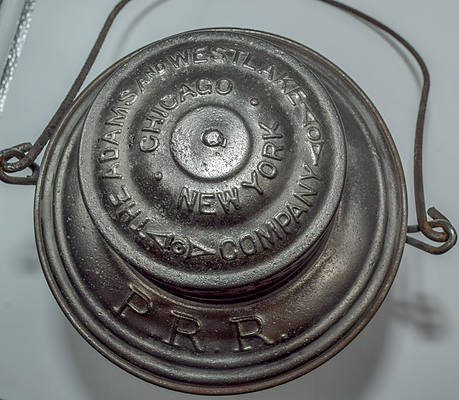 THE ADAMS AND WESTLAKE COMPANY
CHICAGO · NEW YORK ·
P.R.R.